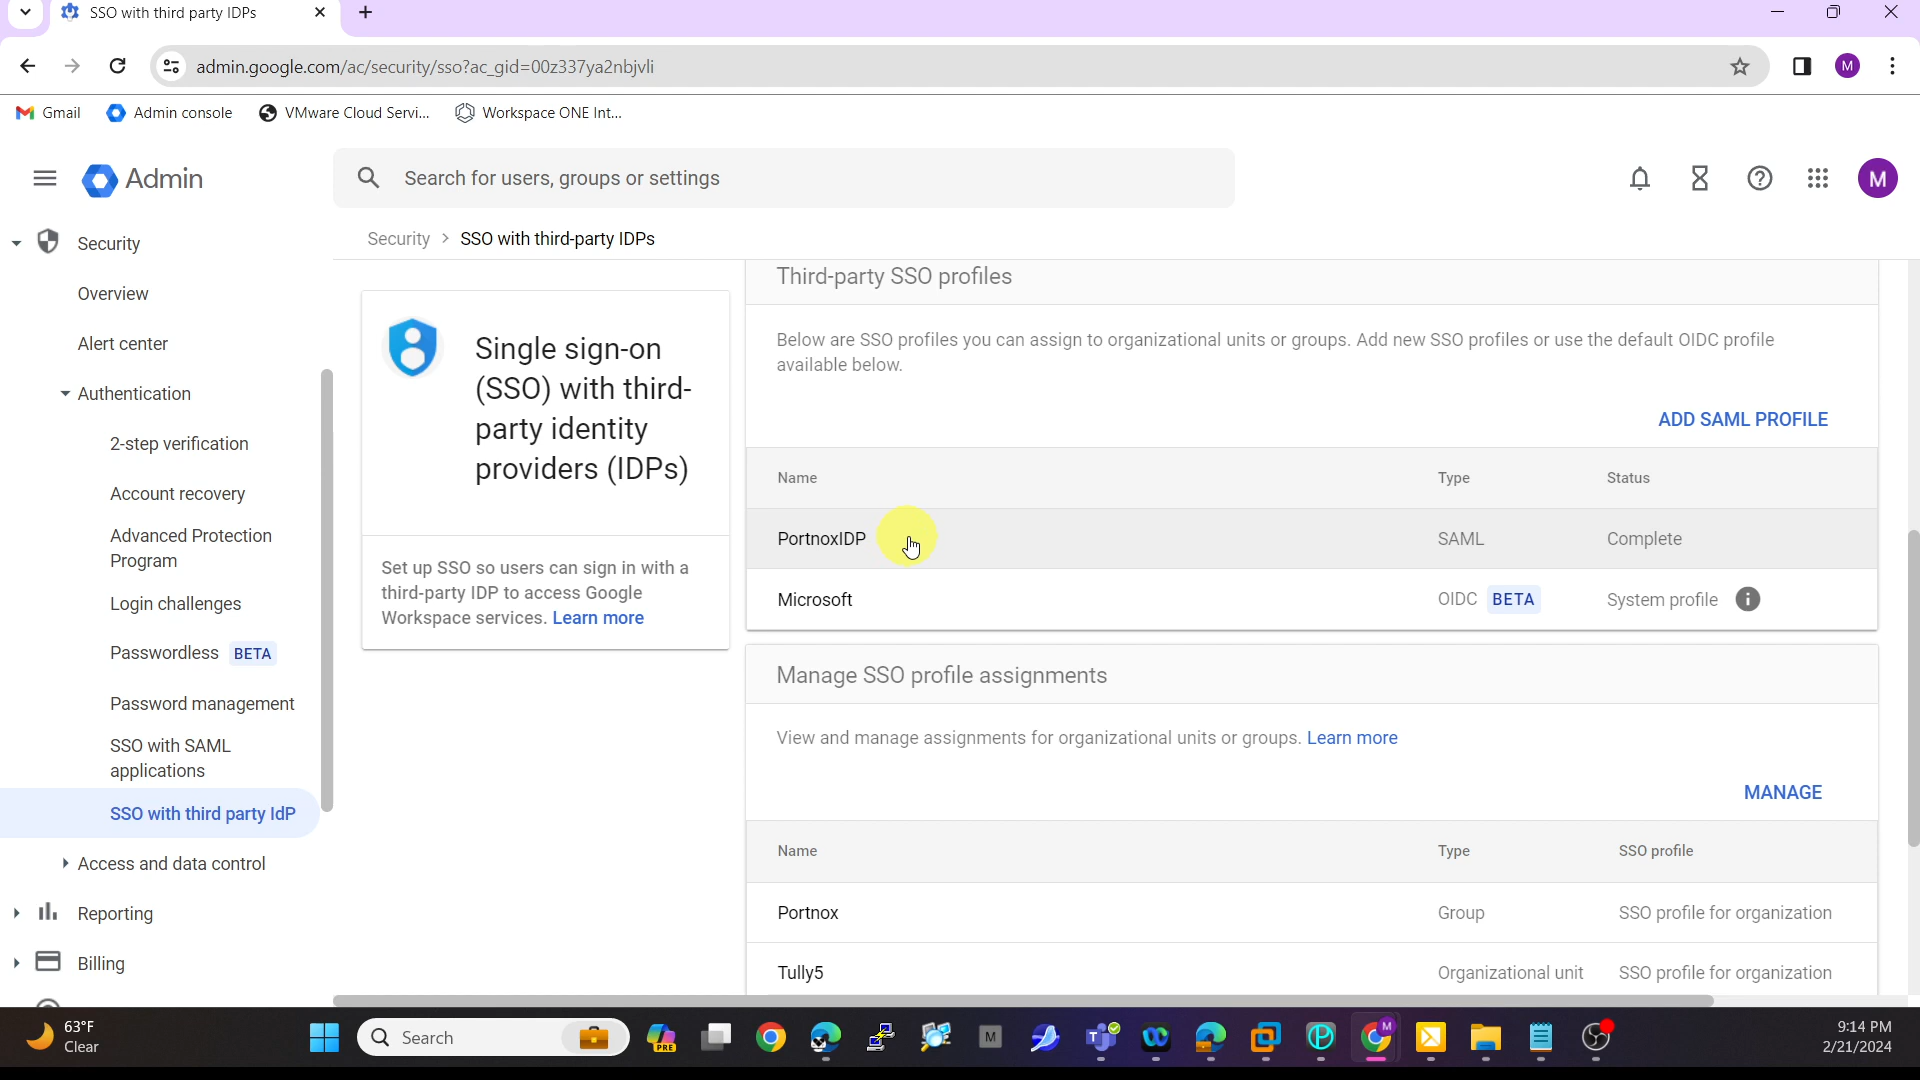 SSO with third party IDPs
admin.google.com/ac/security/sso?ac_gid=00z337ya2nbjvli
M
Gmail
Admin console
VMware Cloud Servi...
Workspace ONE Int...
Admin
Search for users, groups or settings
M
Security
Security > SSO with third-party IDPs
Overview
Alert center
Authentication
2-step verification
Account recovery
Advanced Protection
Program
Login challenges
Passwordless BETA
Password management
SSO with SAML
applications
SSO with third party IdP
Access and data control
Reporting
Billing
Single sign-on
(SSO) with third-
party identity
providers (IDPs)
Set up SSO so users can sign in with a
third-party IDP to access Google
Workspace services. Learn more
Third-party SSO profiles
Below are SSO profiles you can assign to organizational units or groups. Add new SSO profiles or use the default OIDC profile
available below.
ADD SAML PROFILE
Name Type Status
PortnoxIDP SAML Complete
Microsoft OIDC BETA System profile
Manage SSO profile assignments
View and manage assignments for organizational units or groups. Learn more
MANAGE
Name Type SSO profile
Portnox Group SSO profile for organization
Tully5 Organizational unit SSO profile for organization
63°F
Clear
Search
PRE
M
M
9:14 PM
2/21/2024